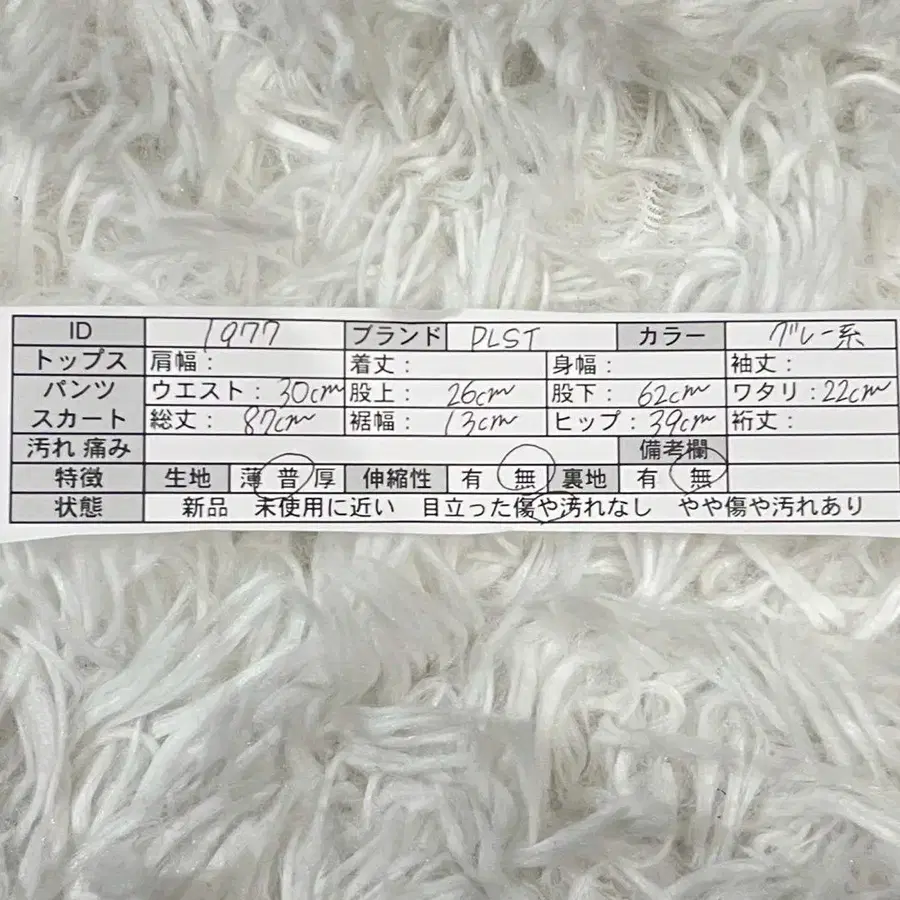 ID 1977 ブランド PLST カラー グレー系
トップス 肩幅： 着丈： 身幅： 袖丈：
パンツ ウエスト：30cm 股上：26cm 股下：62cm ワタリ：22cm
スカート 総丈：87cm 裾幅：13cm ヒップ：39cm 裄丈：
汚れ 痛み 備考欄
特徴 生地 薄 普 厚 伸縮性 有 無 裏地 有 無
状態 新品 未使用に近い 目立った傷や汚れなし やや傷や汚れあり